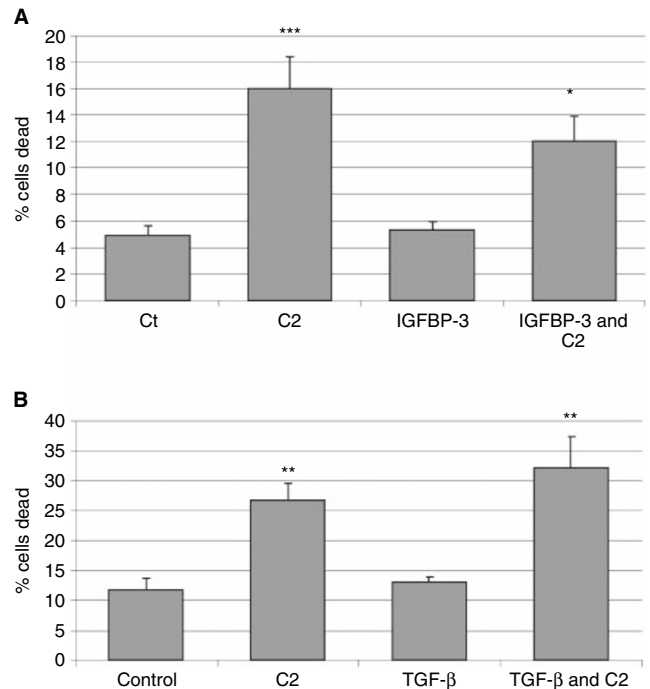 A
20
18
16
14
12
10
8
6
4
2
0
% cells dead
***
*
Ct
C2
IGFBP-3
IGFBP-3 and
C2
B
40
35
30
25
20
15
10
5
0
% cells dead
**
**
Control
C2
TGF-β
TGF-β and C2